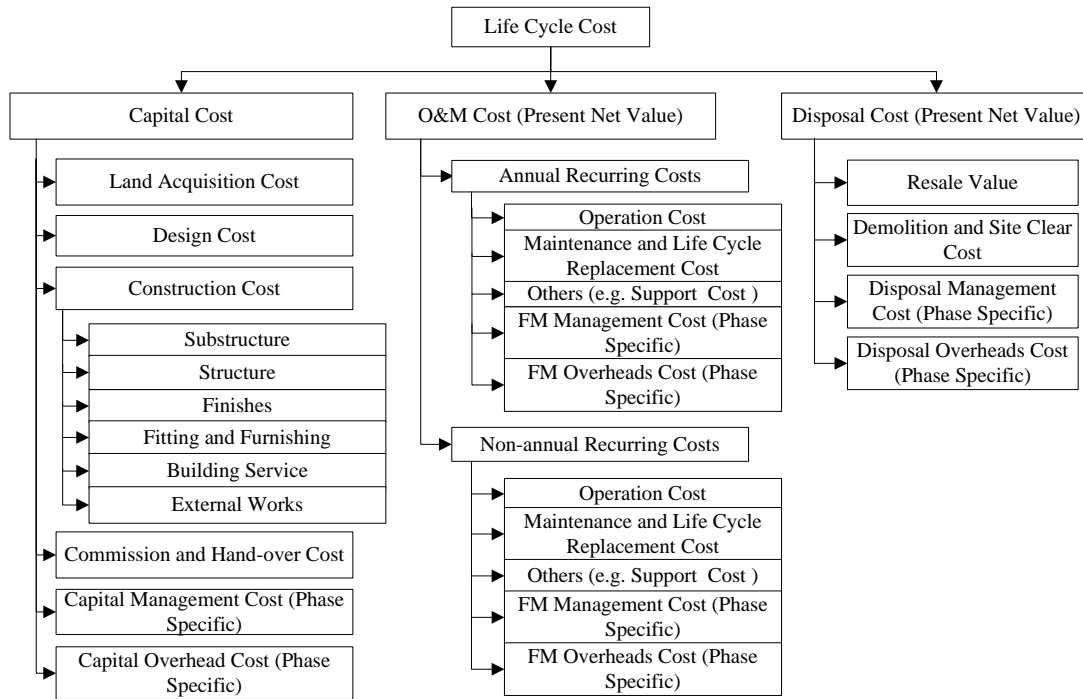 Life Cycle Cost
Capital Cost
Land Acquisition Cost
Design Cost
Construction Cost
Substructure
Structure
Finishes
Fitting and Furnishing
Building Service
External Works
Commission and Hand-over Cost
Capital Management Cost (Phase
Specific)
Capital Overhead Cost (Phase
Specific)
O&M Cost (Present Net Value)
Annual Recurring Costs
Operation Cost
Maintenance and Life Cycle
Replacement Cost
Others (e.g. Support Cost )
FM Management Cost (Phase
Specific)
FM Overheads Cost (Phase
Specific)
Non-annual Recurring Costs
Operation Cost
Maintenance and Life Cycle
Replacement Cost
Others (e.g. Support Cost )
FM Management Cost (Phase
Specific)
FM Overheads Cost (Phase
Specific)
Disposal Cost (Present Net Value)
Resale Value
Demolition and Site Clear
Cost
Disposal Management
Cost (Phase Specific)
Disposal Overheads Cost
(Phase Specific)